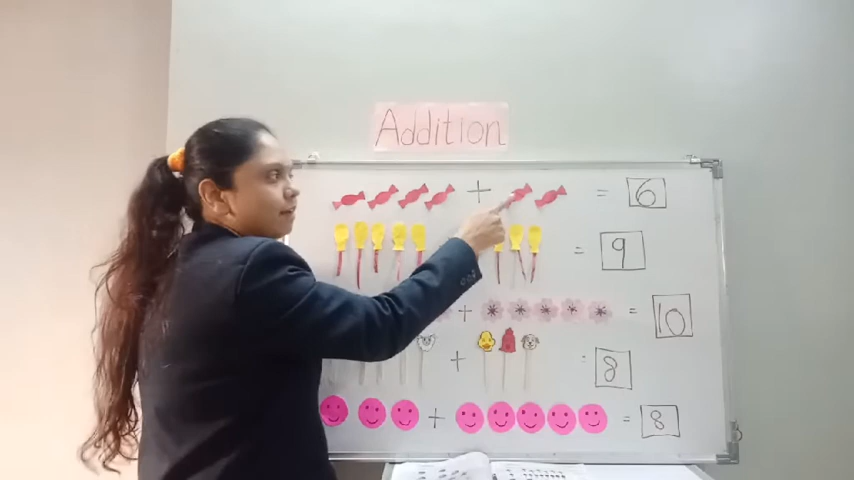 Addition
+ = 6
= 9
+ = 10
+ = 8
+ = 8